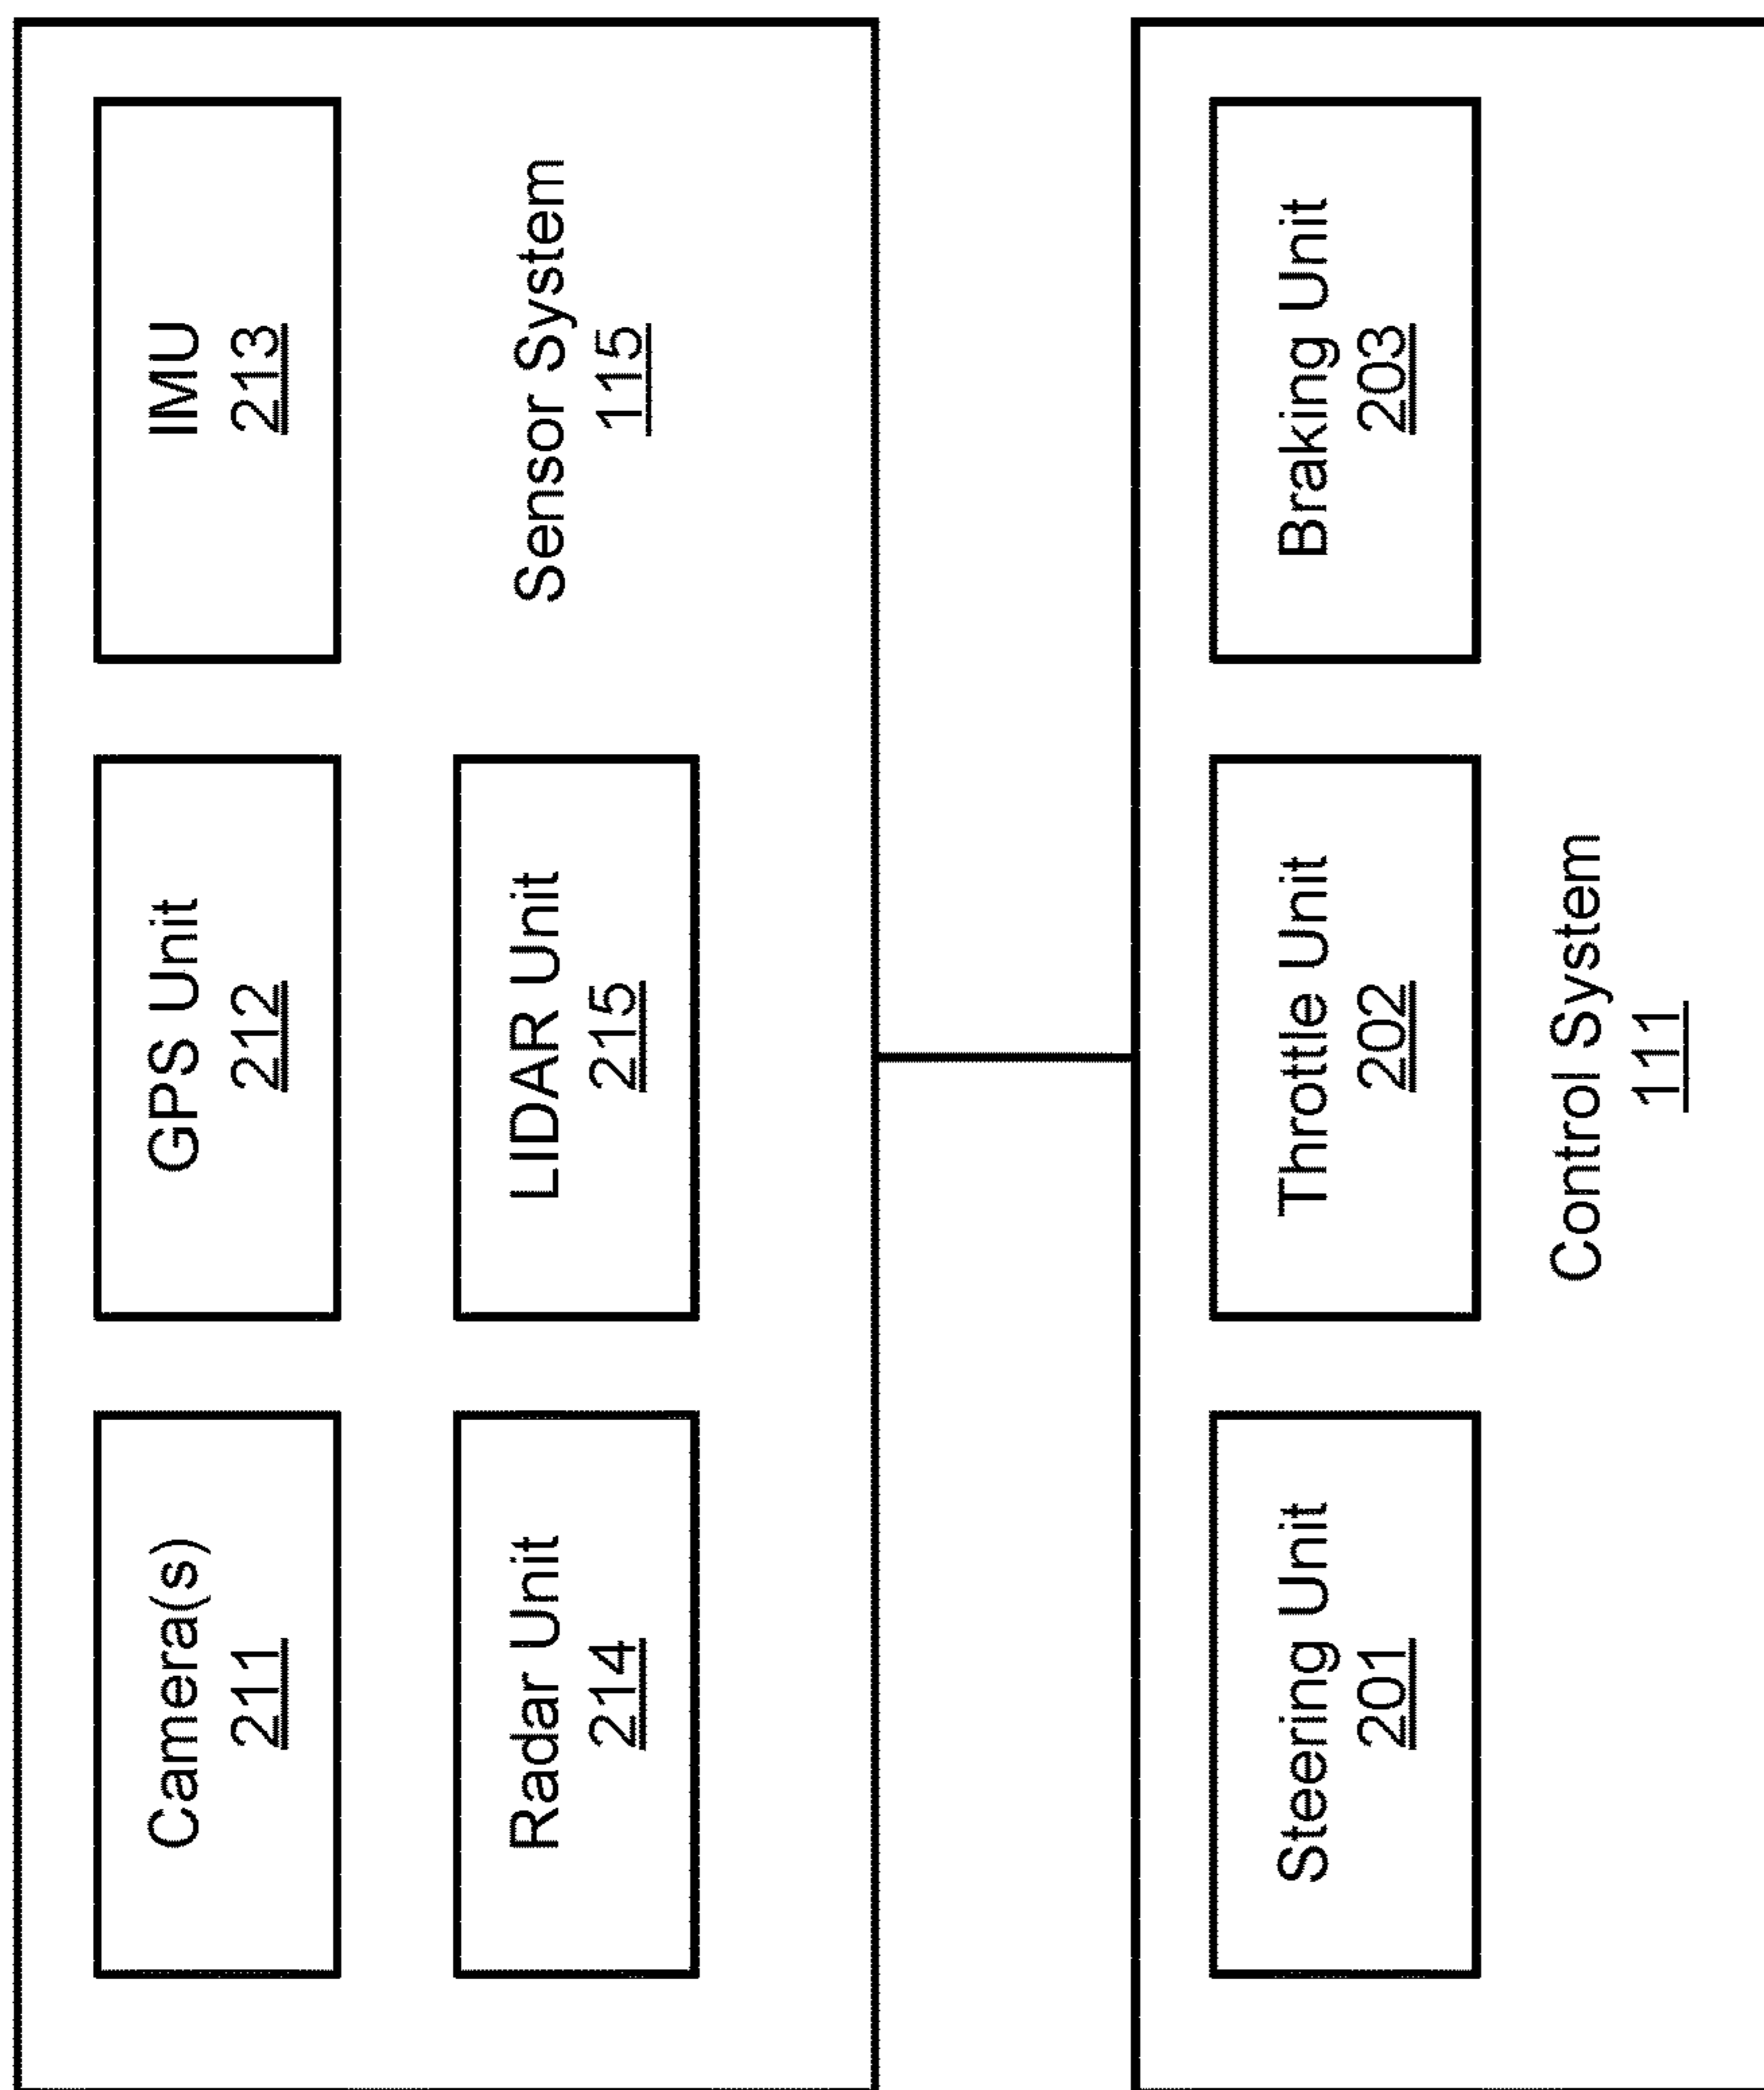 Camera(s)
211
GPS Unit
212
IMU
213
Radar Unit
214
LIDAR Unit
215
Sensor System
115
Steering Unit
201
Throttle Unit
202
Braking Unit
203
Control System
111